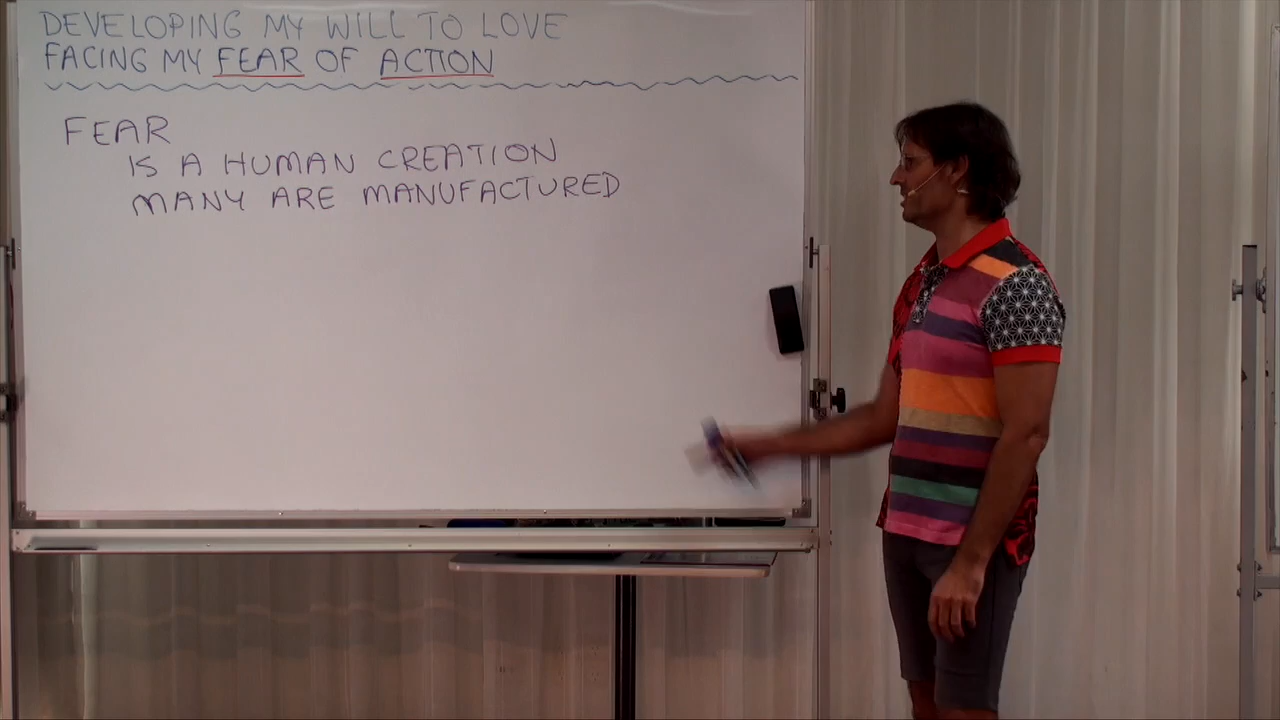 DEVELOPING MY WILL TO LOVE
FACING MY FEAR OF ACTION
FEAR
IS A HUMAN CREATION
MANY ARE MANUFACTURED